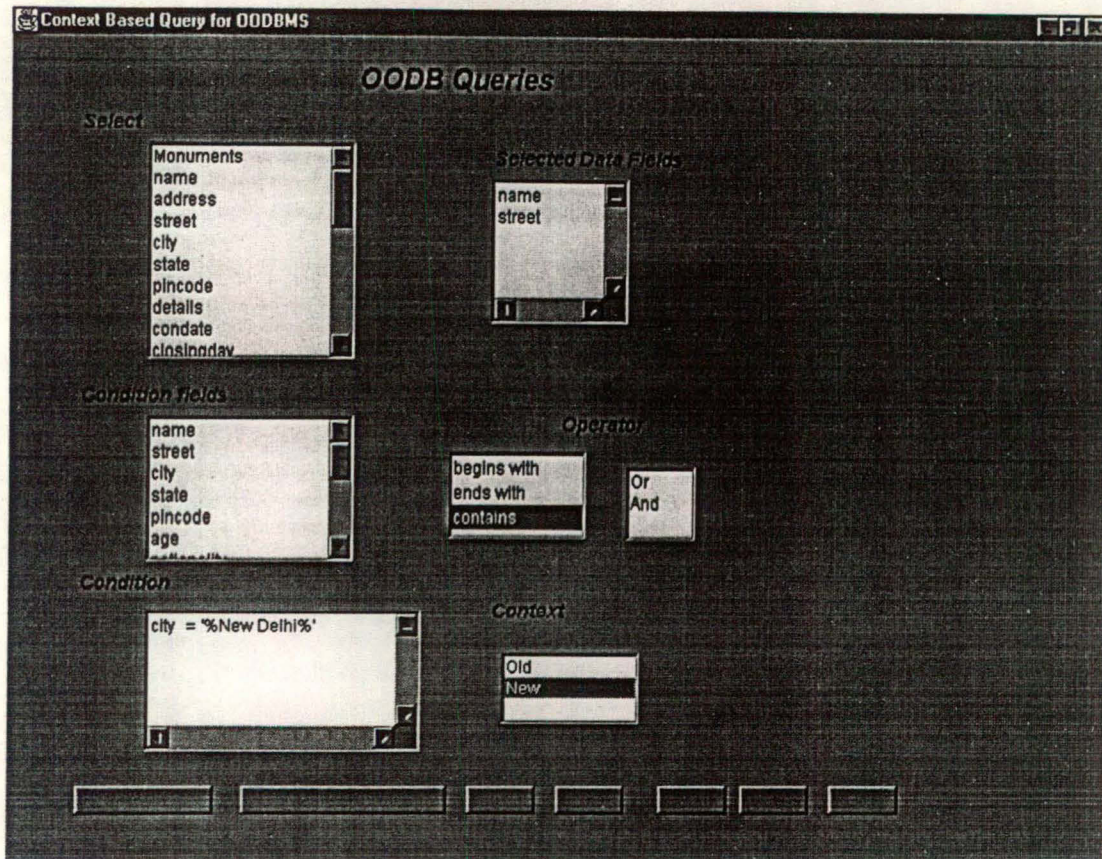 Context Based Query for OODBMS
OODB Queries
Select
Monuments
name
address
street
city
state
pincode
details
condate
closingday
Selected Data Fields
name
street
Condition fields
name
street
city
state
pincode
age
nationality
Operator
begins with
ends with
contains
Or
And
Condition
city = '%New Delhi%'
Context
Old
New